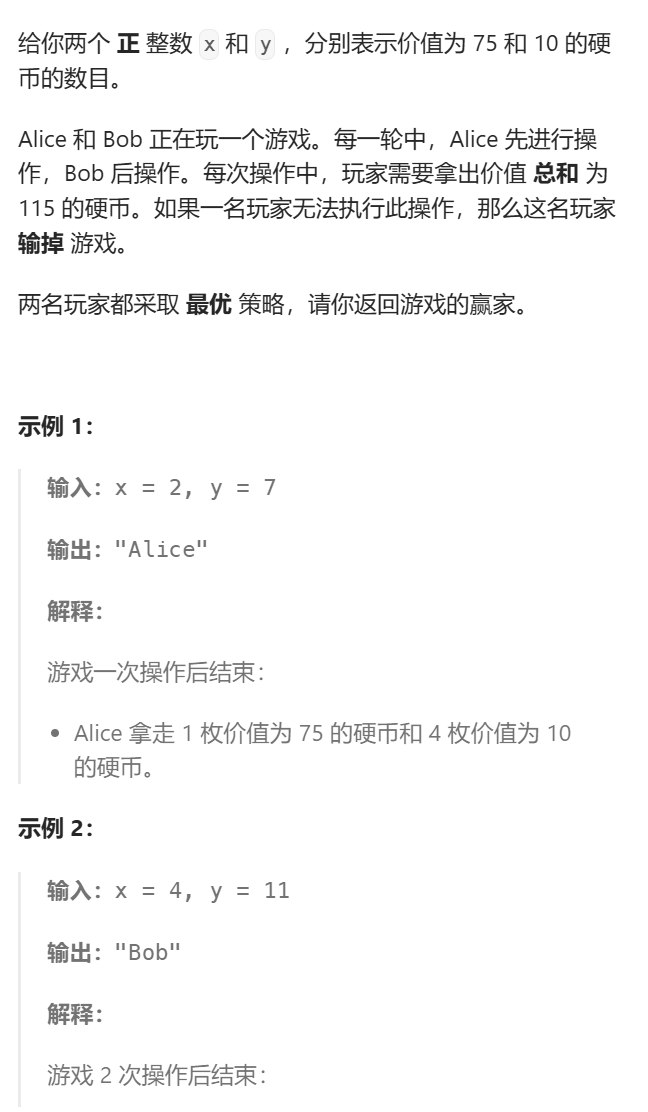 给你两个 正 整数 x 和 y ，分别表示价值为 75 和 10 的硬
币的数目。
Alice 和 Bob 正在玩一个游戏。每一轮中，Alice 先进行操
作，Bob 后操作。每次操作中，玩家需要拿出价值 总和 为
115 的硬币。如果一名玩家无法执行此操作，那么这名玩家
输掉 游戏。
两名玩家都采取 最优 策略，请你返回游戏的赢家。
示例 1：
输入：x = 2, y = 7
输出："Alice"
解释：
游戏一次操作后结束：
• Alice 拿走 1 枚价值为 75 的硬币和 4 枚价值为 10
的硬币。
示例 2：
输入：x = 4, y = 11
输出："Bob"
解释：
游戏 2 次操作后结束：